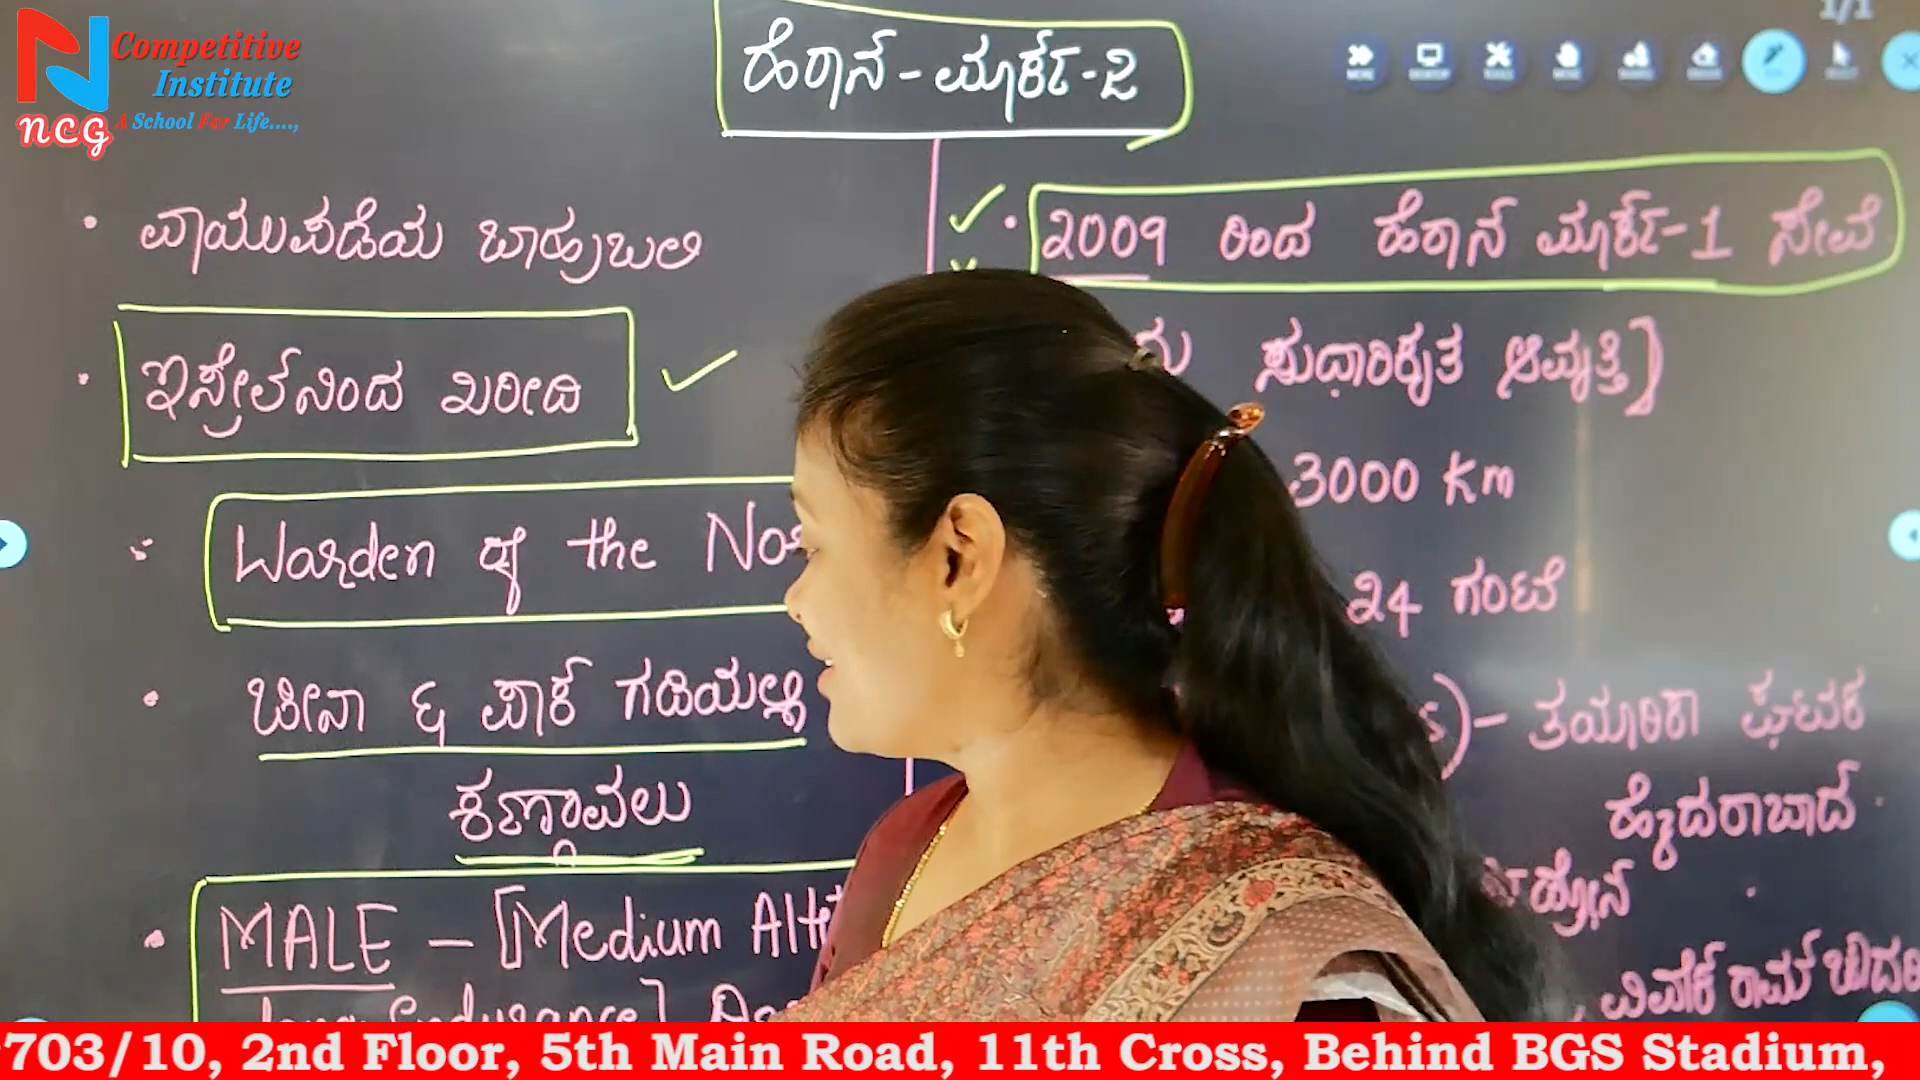 Competitive
Institute
ncg A School For Life....,
1/1
ಹೆರಾನ್ - ಮಾರ್ಕ್ - 2
• ವಾಯುಪಡೆಯ ಬಾಹುಬಲಿ
• ಇಸ್ರೇಲ್‌ನಿಂದ ಖರೀದಿ
Warden of the
• ಚೀನಾ & ಪಾಕ್ ಗಡಿಯಲ್ಲಿ
ಕಣ್ಗಾವಲು
• MALE - [Medium
• 2009 ರಿಂದ ಹೆರಾನ್ ಮಾರ್ಕ್-1 ಸೇವೆ
ಸುಧಾರಿಕೃತ ಆವೃತ್ತಿ)
3000 Km
24 ಗಂಟೆ
- ತಯಾರಿಕಾ ಘಟಕ
ಹೈದರಾಬಾದ್
ಡ್ರೋನ್
ವಿವೇಕ್ ರಾಮ್
703/10, 2nd Floor, 5th Main Road, 11th Cross, Behind BGS Stadium,